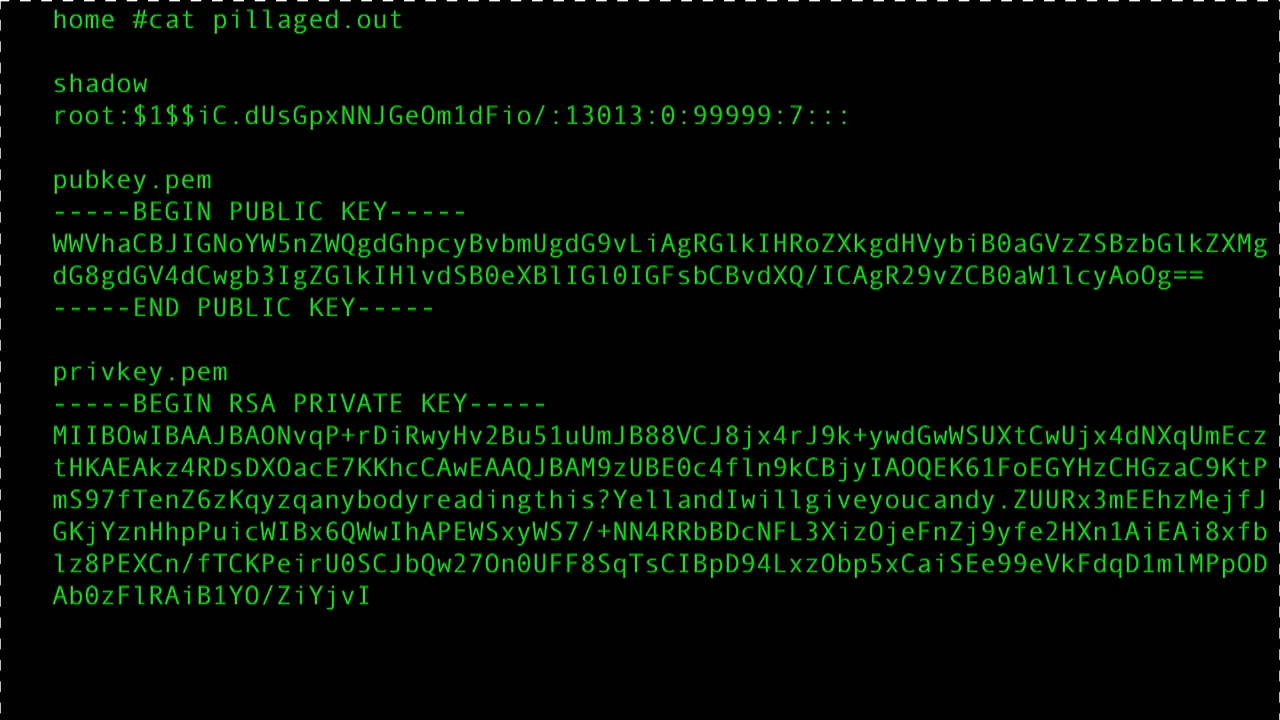 home #cat pillaged.out
shadow
root:$1$$iC.dUsGpxNNJGeOm1dFio/:13013:0:99999:7:::
pubkey.pem
-----BEGIN PUBLIC KEY-----
WWVhaCBJIGNoYW5nZWQgdGhpcyBvbmUgdG9vLiAgRGlkIHRoZXkgdHVybiB0aGVzZSBzbGlkZXMg
dG8gdGV4dCwgb3IgZGlkIHlvdSB0eXBlIGl0IGFsbCBvdXQ/ICAgR29vZCB0aW1lcyAoOg==
-----END PUBLIC KEY-----
privkey.pem
-----BEGIN RSA PRIVATE KEY-----
MIIBOwIBAAJBAONvqP+rDiRwyHv2Bu51uUmJB88VCJ8jx4rJ9k+ywdGwWSUXtCwUjx4dNXqUmEcz
tHKAEAkz4RDsDXOacE7KKhcCAwEAAQJBAM9zUBE0c4fln9kCBjyIAOQEK61FoEGYHzCHGzaC9KtP
mS97fTenZ6zKqyzqanybodyreadingthis?YellandIwillgiveyoucandy.ZUURx3mEEhzMejfJ
GKjYznHhpPuicWIBx6QWwIhAPEWSxyWS7/+NN4RRbBDcNFL3XizOjeFnZj9yfe2HXn1AiEAi8xfb
lz8PEXCn/fTCKPeirU0SCJbQw27On0UFF8SqTsCIBpD94LxzObp5xCaiSEe99eVkFdqD1mlMPpOD
Ab0zFlRAiB1YO/ZiYjvI